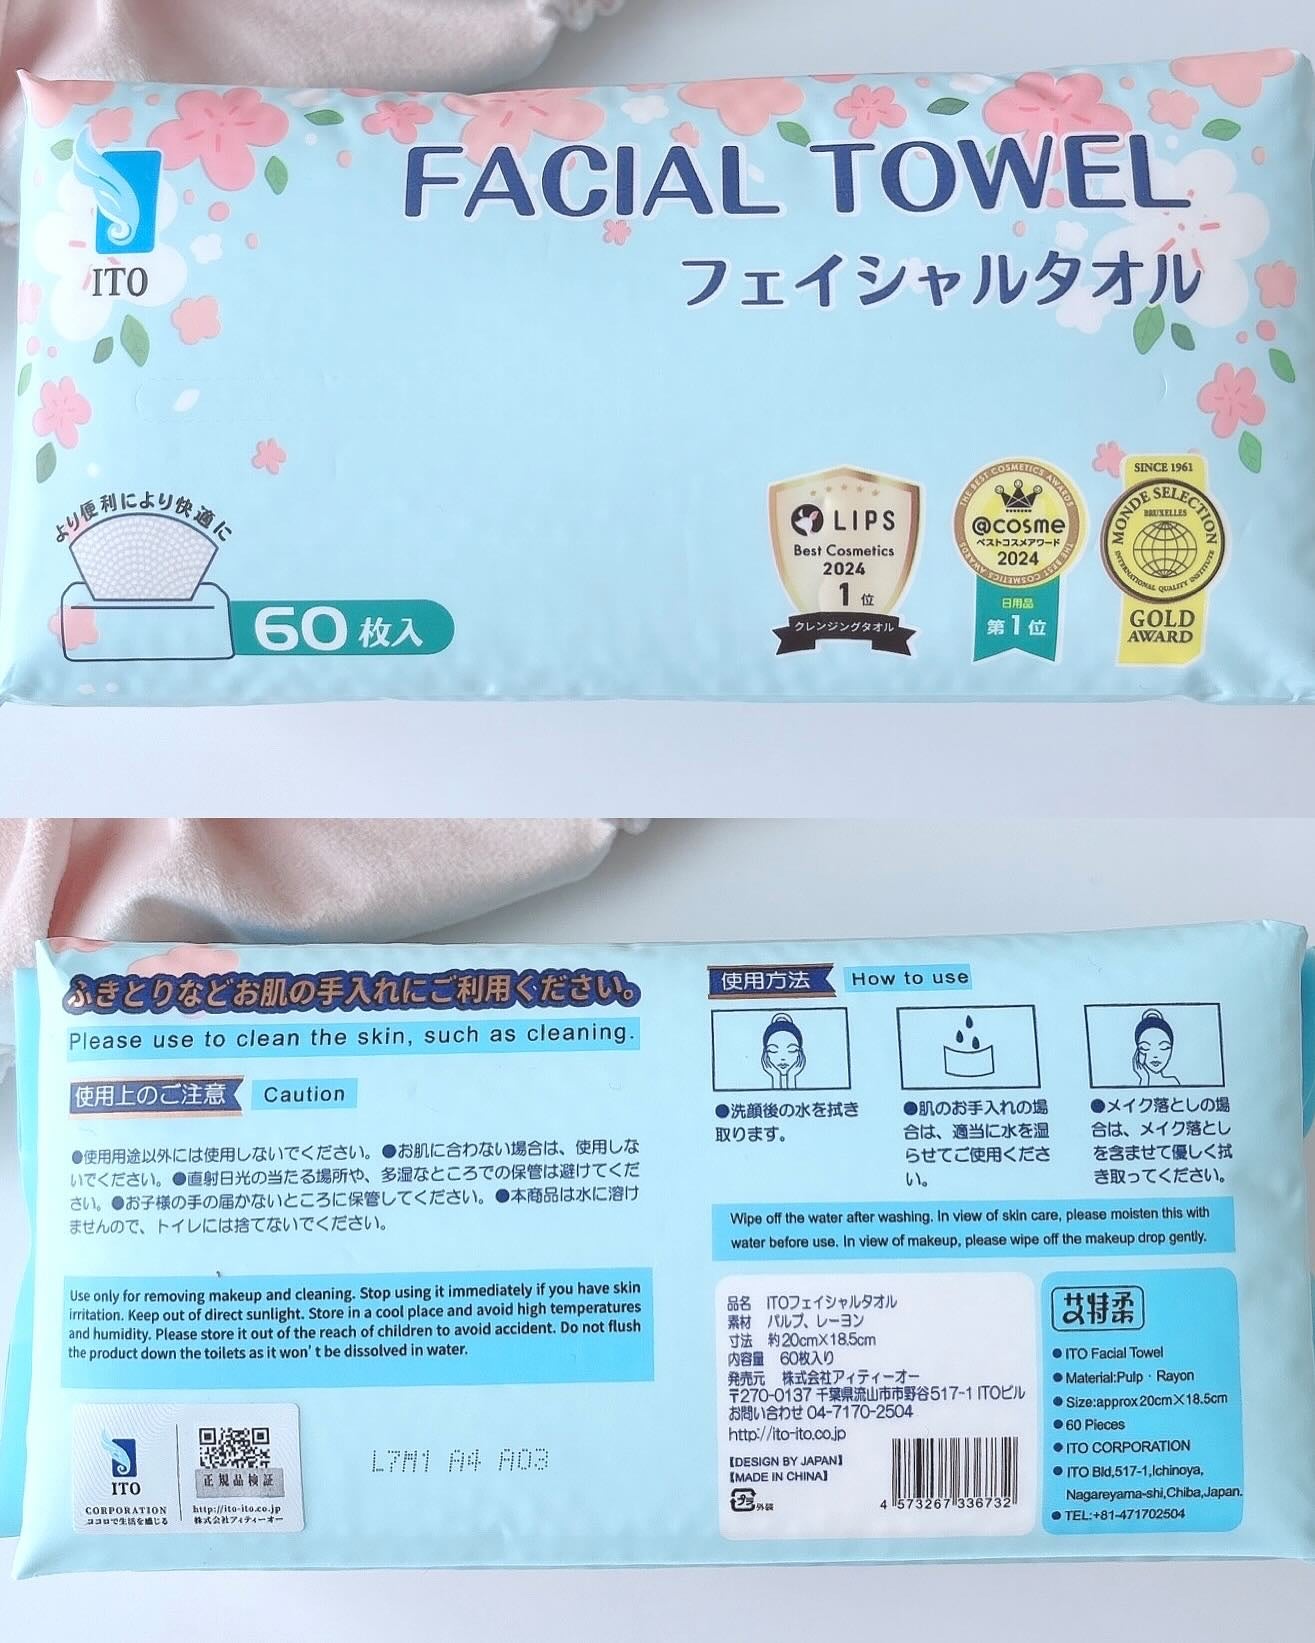 FACIAL TOWEL
フェイシャルタオル
ITO
より便利により快適に
60枚入
LIPS
Best Cosmetics
2024
1位
クレンジングタオル
THE BEST COSMETICS AWARDS
@cosme
ベストコスメアワード
2024
THE BEST COSMETICS AWARDS
日用品
第1位
SINCE 1961
MONDE SELECTION
BRUXELLES
INTERNATIONAL QUALITY INSTITUTE
GOLD
AWARD
ふきとりなどお肌の手入れにご利用ください。
Please use to clean the skin, such as cleaning.
使用上のご注意 Caution
●使用用途以外には使用しないでください。●お肌に合わない場合は、使用しな
いでください。●直射日光の当たる場所や、多湿なところでの保管は避けてくだ
さい。●お子様の手の届かないところに保管してください。●本商品は水に溶け
ませんので、トイレには捨てないでください。
Use only for removing makeup and cleaning. Stop using it immediately if you have skin
irritation. Keep out of direct sunlight. Store in a cool place and avoid high temperatures
and humidity. Please store it out of the reach of children to avoid accident. Do not flush
the product down the toilets as it won't be dissolved in water.
ITO
CORPORATION
ココロで生活を感じる
正規品検証
http://ito-ito.co.jp
株式会社アイティーオー
L7M1 A4 A03
使用方法 How to use
●洗顔後の水を拭き
取ります。
●肌のお手入れの場
合は、適当に水を湿
らせてご使用くださ
い。
●メイク落としの場
合は、メイク落とし
を含ませて優しく拭
き取ってください。
Wipe off the water after washing. In view of skin care, please moisten this with
water before use. In view of makeup, please wipe off the makeup drop gently.
品名 ITOフェイシャルタオル
素材 パルプ、レーヨン
寸法 約20cm×18.5cm
内容量 60枚入り
発売元 株式会社アイティーオー
〒270-0137 千葉県流山市市野谷517-1 ITOビル
お問い合わせ 04-7170-2504
http://ito-ito.co.jp
【DESIGN BY JAPAN】
【MADE IN CHINA】
プラ 外袋
4 573267 336732
艾特柔
●ITO Facial Towel
●Material:Pulp · Rayon
●Size:approx20cm×18.5cm
●60 Pieces
●ITO CORPORATION
●ITO Bld,517-1,Ichinoya,
Nagareyama-shi,Chiba,Japan.
●TEL:+81-471702504